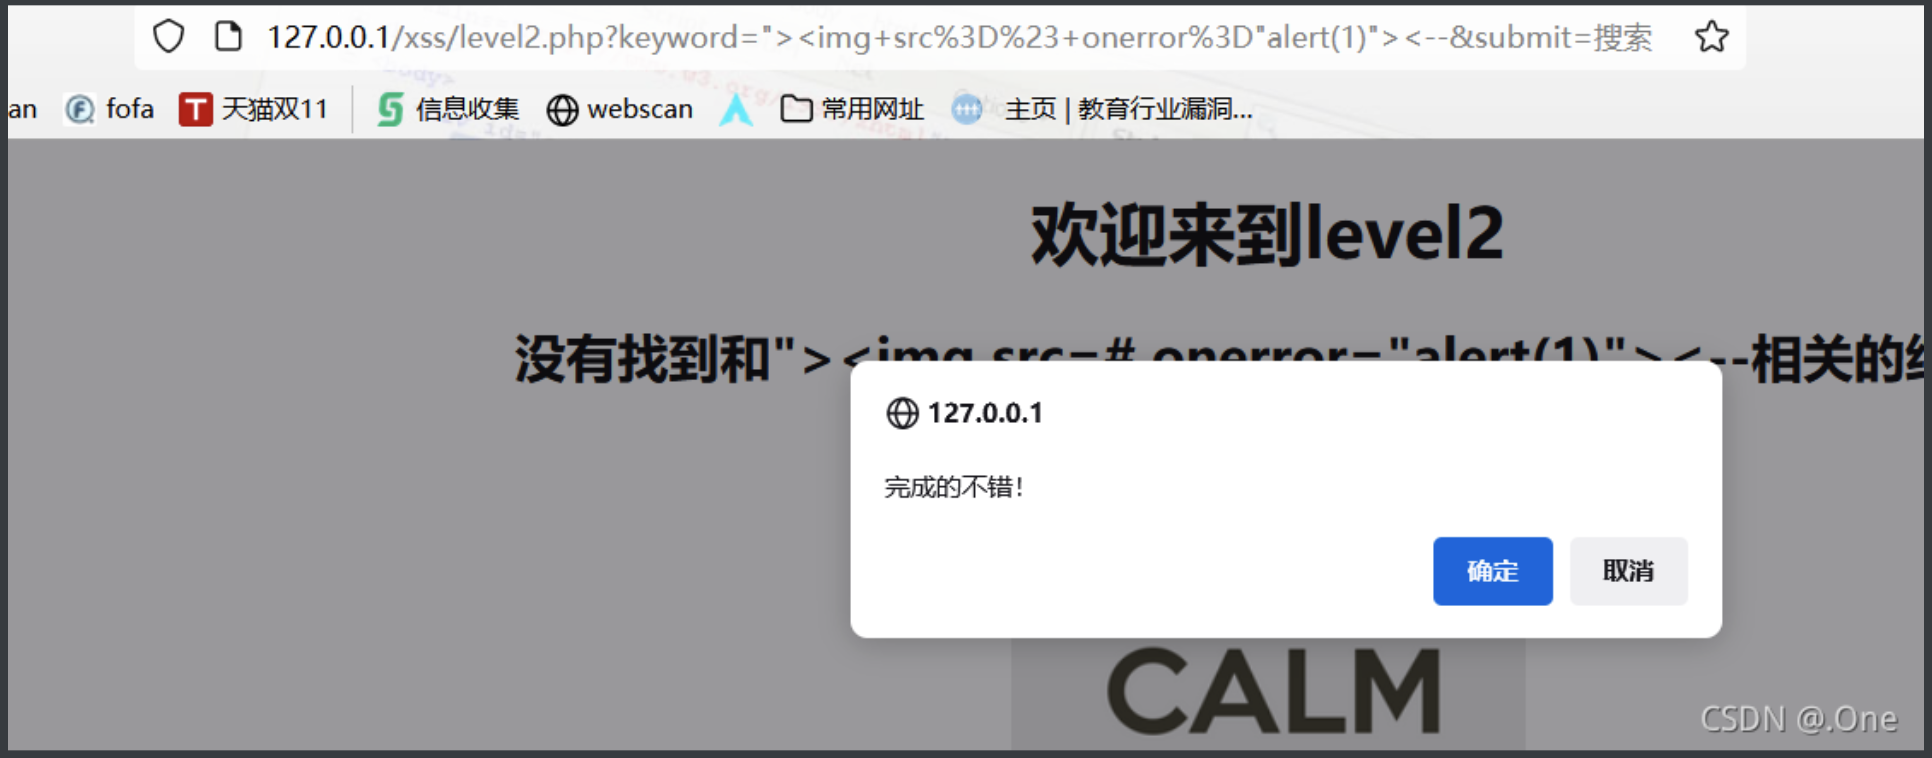 127.0.0.1/xss/level2.php?keyword="><img+src%3D%23+onerror%3D"alert(1)"><--&submit=搜索
an fofa 天猫双11 信息收集 webscan 常用网址 主页 | 教育行业漏洞...
欢迎来到level2
没有找到和"><img src=# onerror="alert(1)"><--相关的结
127.0.0.1
完成的不错!
确定 取消
CALM
CSDN @.One